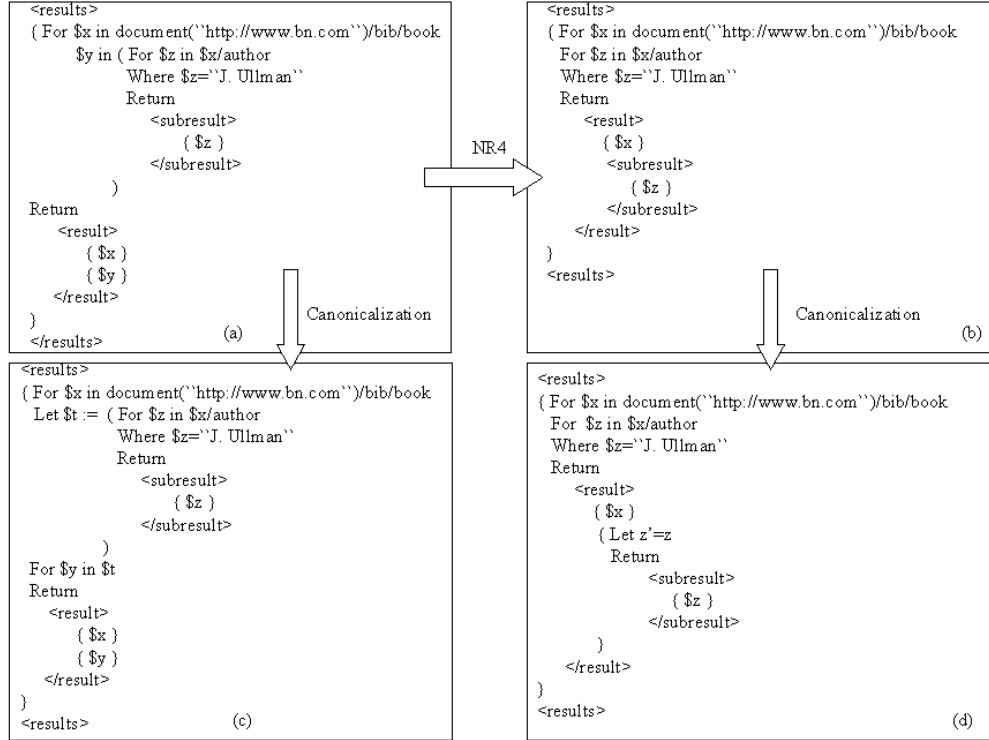 <results>
{ For $x in document(``http://www.bn.com``)/bib/book
$y in ( For $z in $x/author
Where $z=``J. Ullman``
Return
<subresult>
{ $z }
</subresult>
)
Return
<result>
{ $x }
{ $y }
</result>
}
</results>
(a)
NR4
<results>
{ For $x in document(``http://www.bn.com``)/bib/book
For $z in $x/author
Where $z=``J. Ullman``
Return
<result>
{ $x }
<subresult>
{ $z }
</subresult>
</result>
}
<results>
(b)
Canonicalization
Canonicalization
<results>
{ For $x in document(``http://www.bn.com``)/bib/book
Let $t := ( For $z in $x/author
Where $z=``J. Ullman``
Return
<subresult>
{ $z }
</subresult>
)
For $y in $t
Return
<result>
{ $x }
{ $y }
</result>
}
<results>
(c)
<results>
{ For $x in document(``http://www.bn.com``)/bib/book
For $z in $x/author
Where $z=``J. Ullman``
Return
<result>
{ $x }
{ Let z’=z
Return
<subresult>
{ $z }
</subresult>
}
</result>
}
<results>
(d)